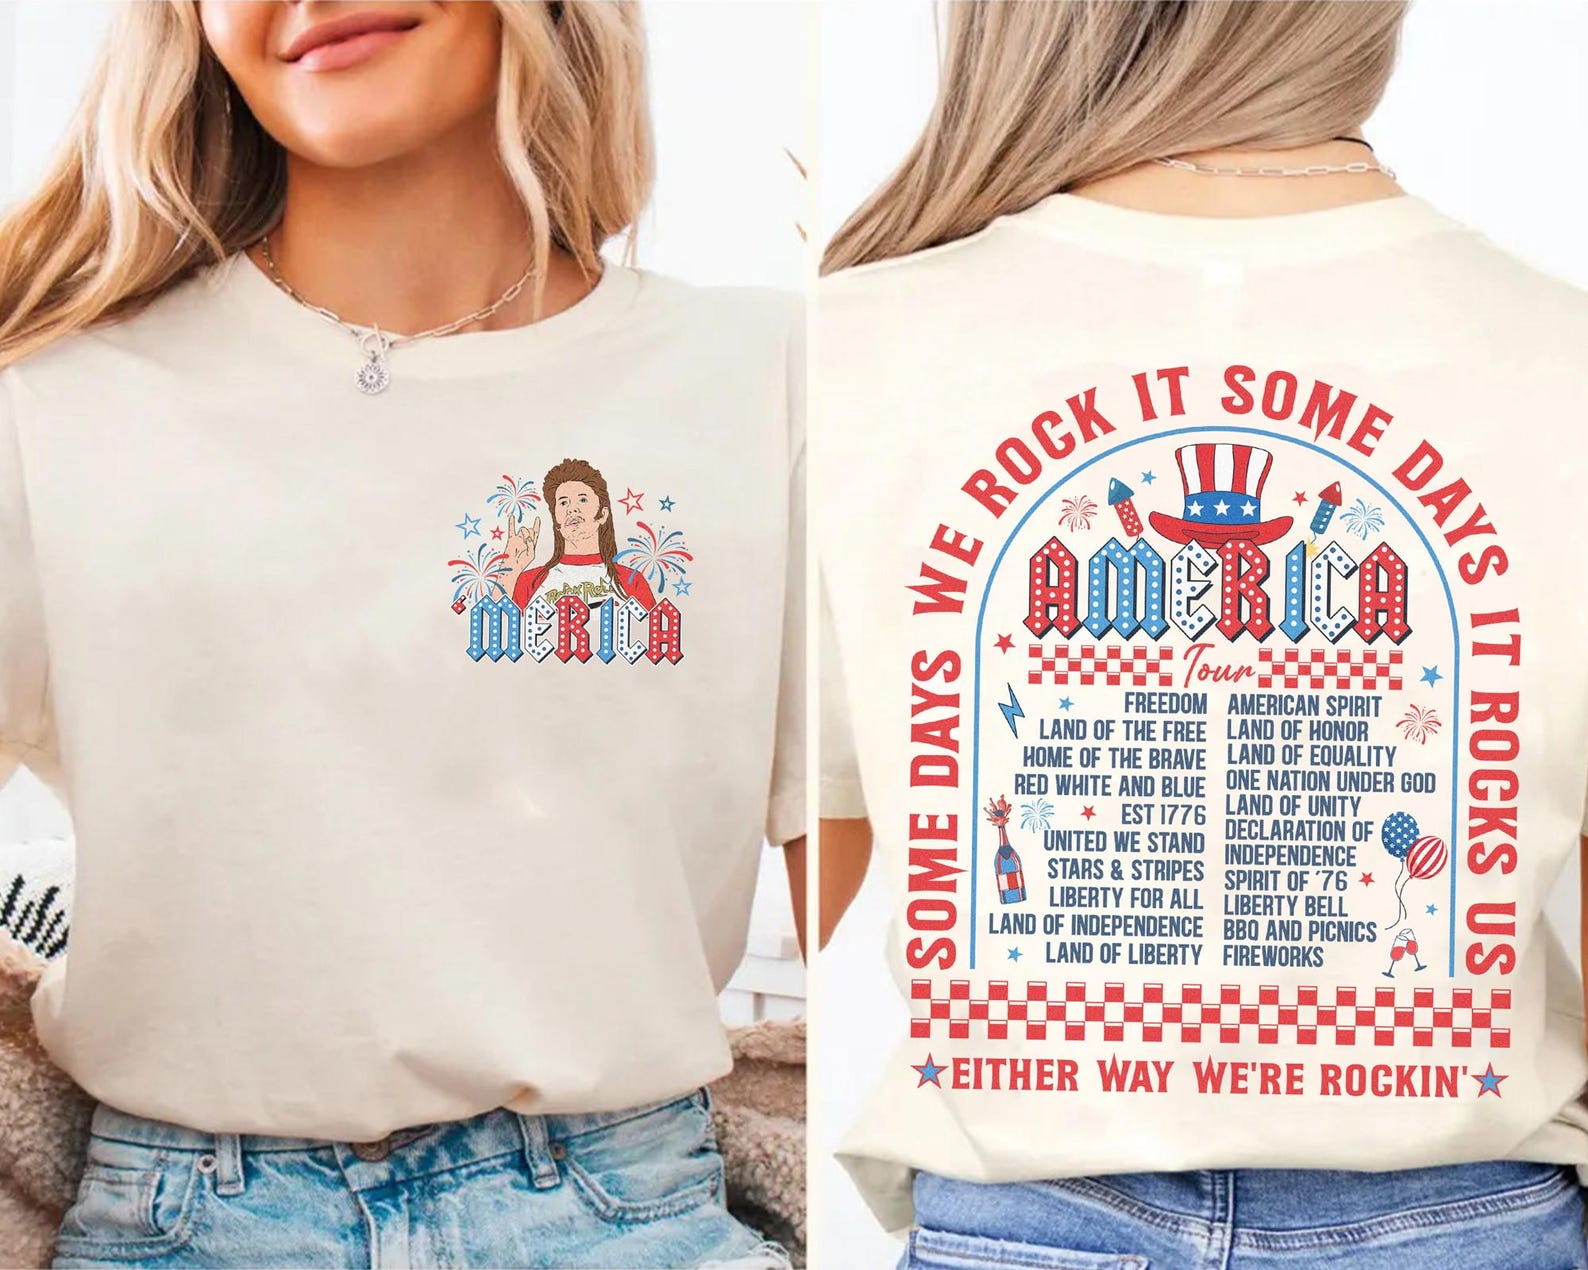 ROCK ROLL
'MERICA
SOME DAYS WE ROCK IT SOME DAYS IT ROCKS US
AMERICA
Tour
FREEDOM
LAND OF THE FREE
HOME OF THE BRAVE
RED WHITE AND BLUE
EST 1776
UNITED WE STAND
STARS & STRIPES
LIBERTY FOR ALL
LAND OF INDEPENDENCE
LAND OF LIBERTY
AMERICAN SPIRIT
LAND OF HONOR
LAND OF EQUALITY
ONE NATION UNDER GOD
LAND OF UNITY
DECLARATION OF
INDEPENDENCE
SPIRIT OF '76
LIBERTY BELL
BBQ AND PICNICS
FIREWORKS
EITHER WAY WE'RE ROCKIN'